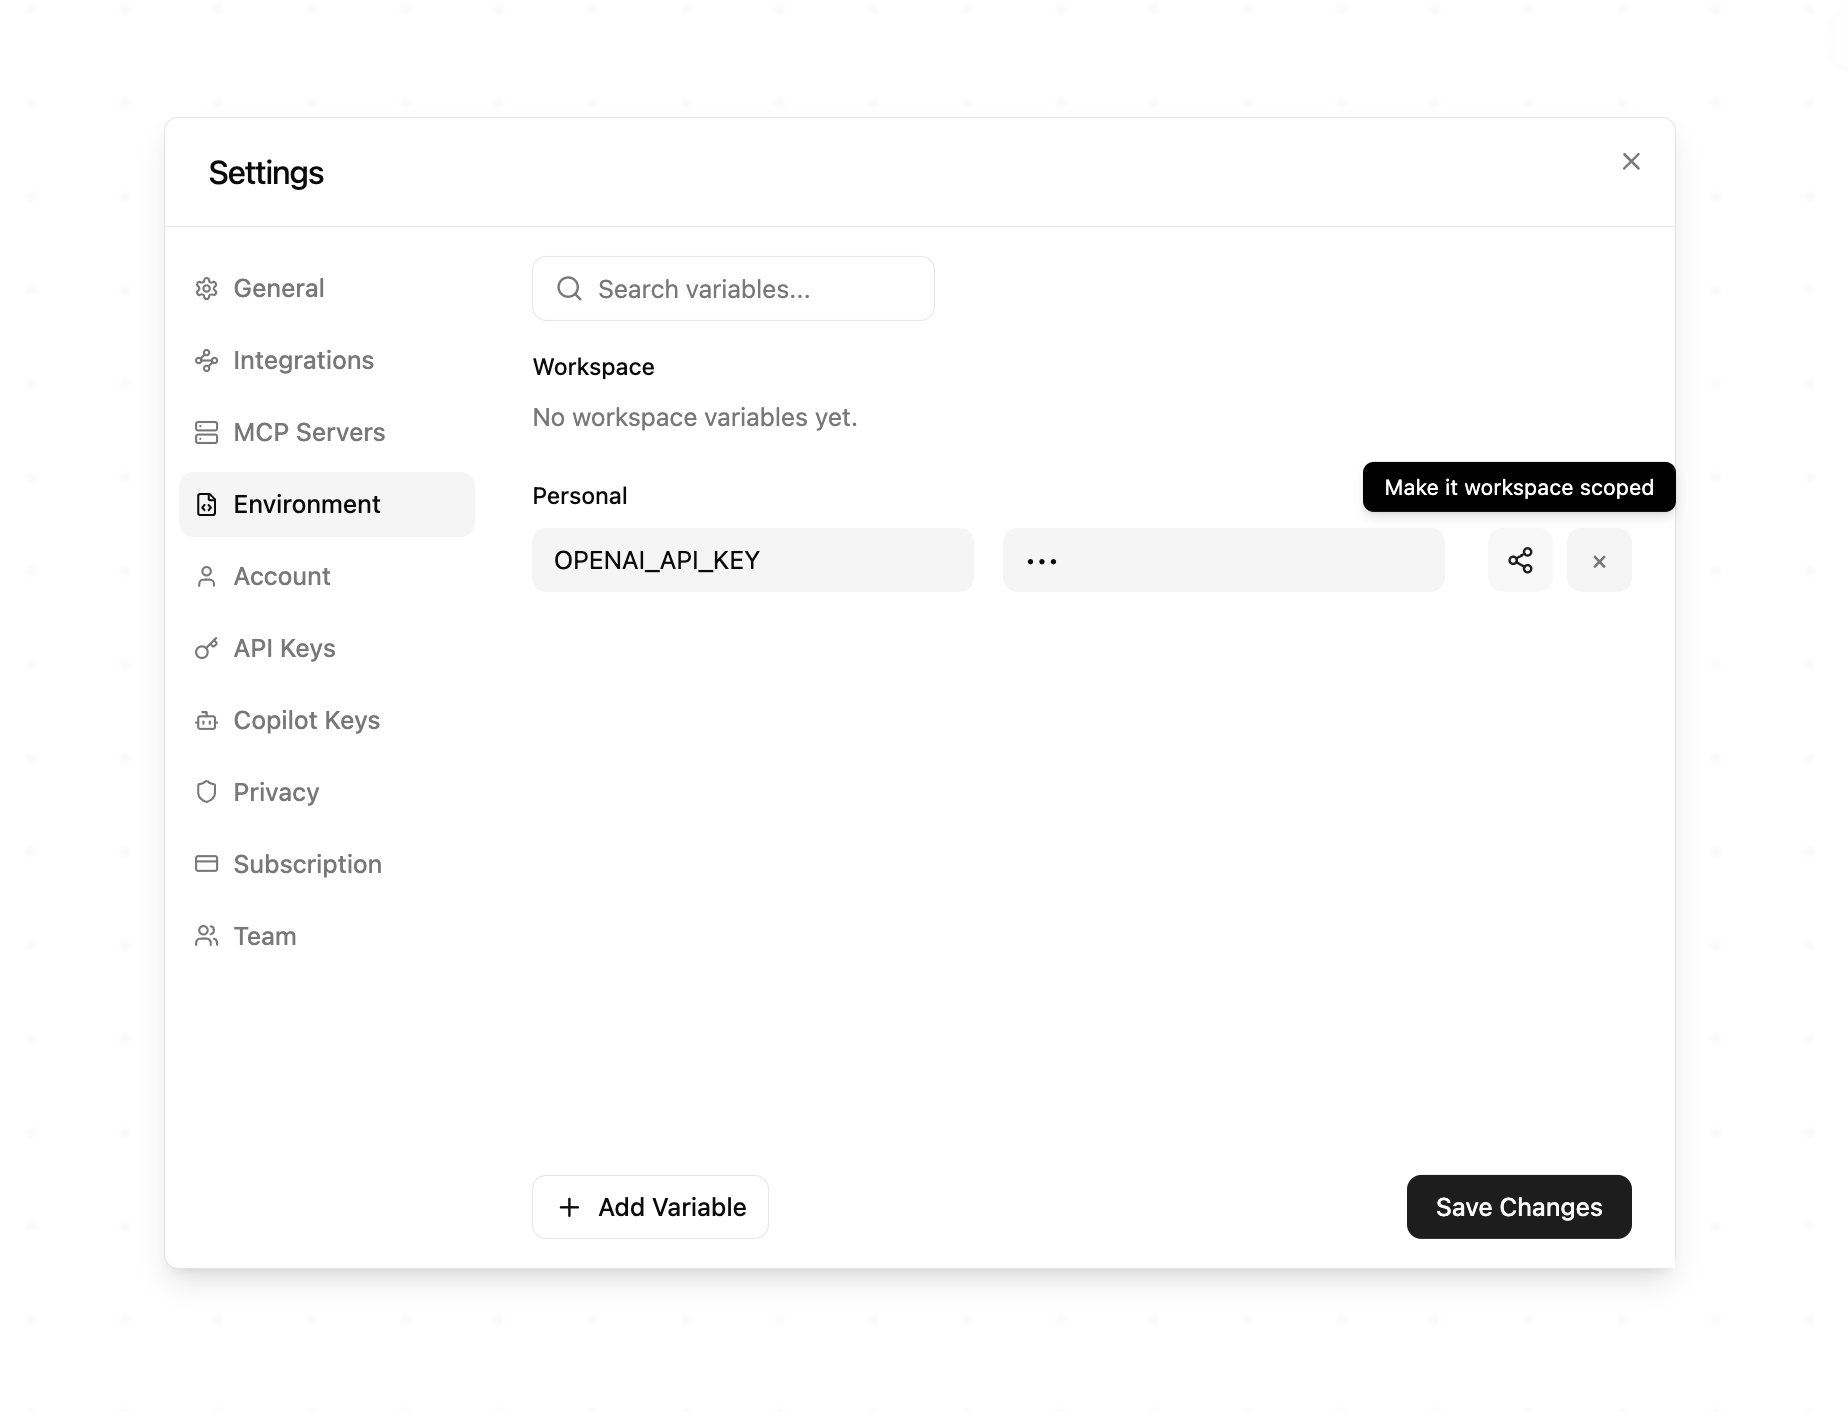 Settings
General
Integrations
MCP Servers
Environment
Account
API Keys
Copilot Keys
Privacy
Subscription
Team
Search variables...
Workspace
No workspace variables yet.
Personal
Make it workspace scoped
OPENAI_API_KEY
•••
Add Variable
Save Changes